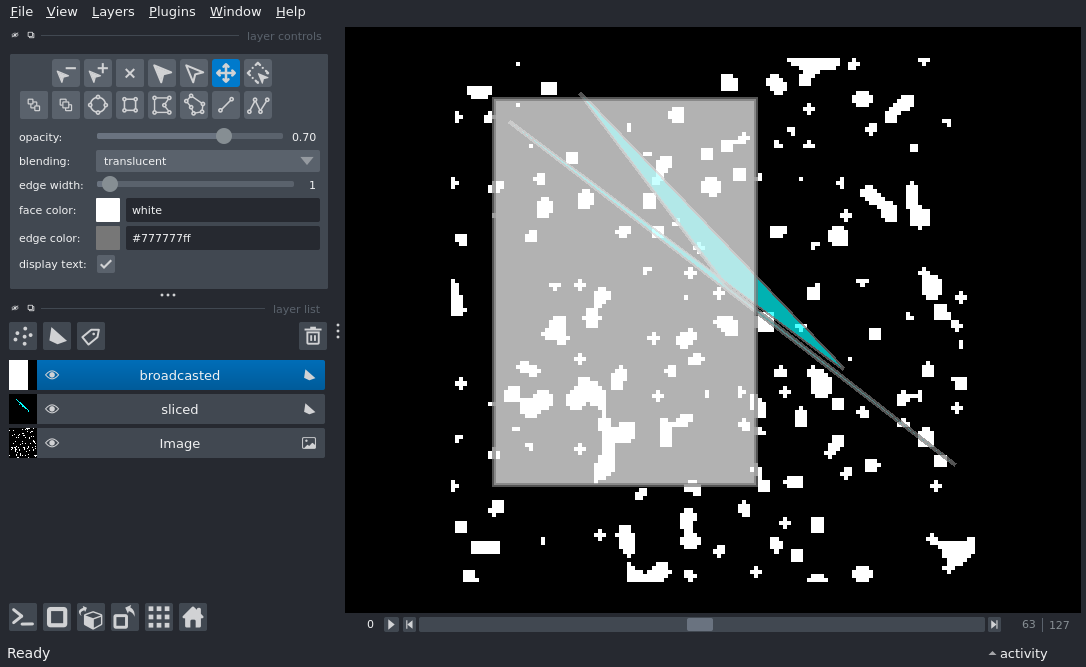 File View Layers Plugins Window Help
layer controls
opacity: 0.70
blending: translucent
edge width: 1
face color: white
edge color: #777777ff
display text:
layer list
broadcasted
sliced
Image
0 63 127
Ready activity